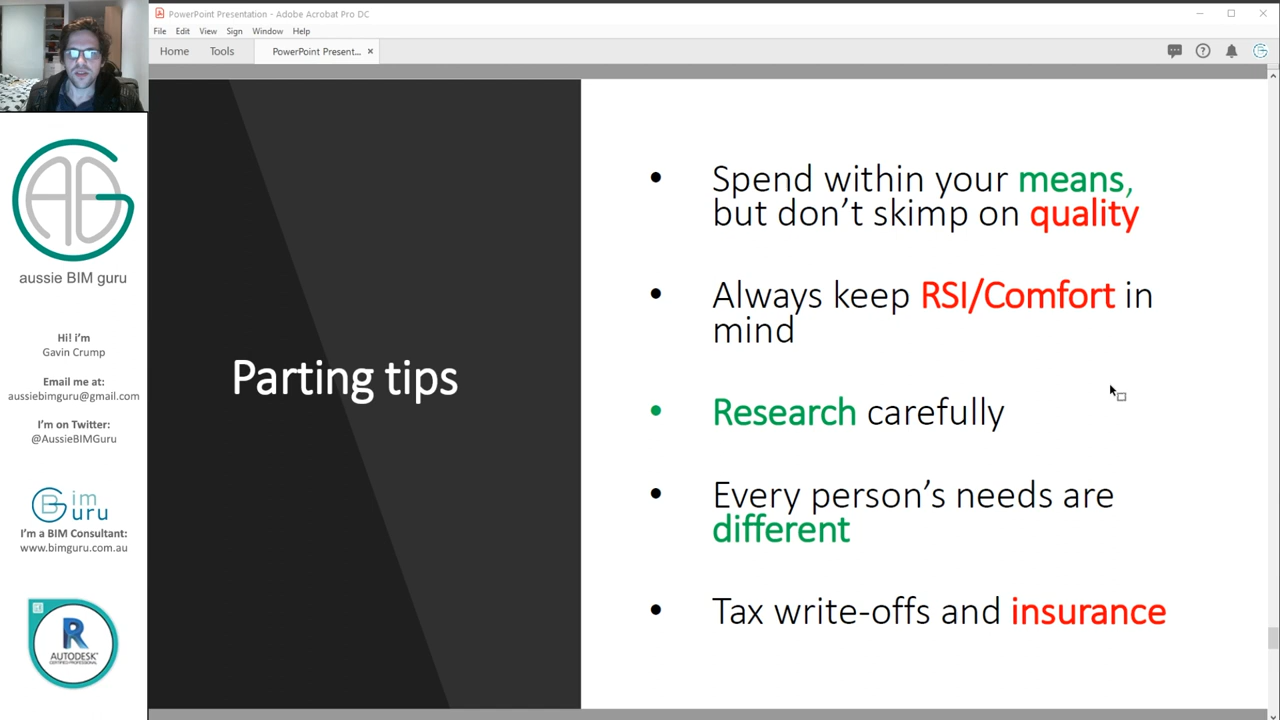 PowerPoint Presentation - Adobe Acrobat Pro DC
File Edit View Sign Window Help
Home Tools PowerPoint Present... ×
aussie BIM guru
Hi! i'm
Gavin Crump
Email me at:
aussiebimguru@gmail.com
I'm on Twitter:
@AussieBIMGuru
Bim Guru
I'm a BIM Consultant:
www.bimguru.com.au
R
AUTODESK
CERTIFIED PROFESSIONAL
Parting tips
• Spend within your means,
but don't skimp on quality
• Always keep RSI/Comfort in
mind
• Research carefully
• Every person's needs are
different
• Tax write-offs and insurance